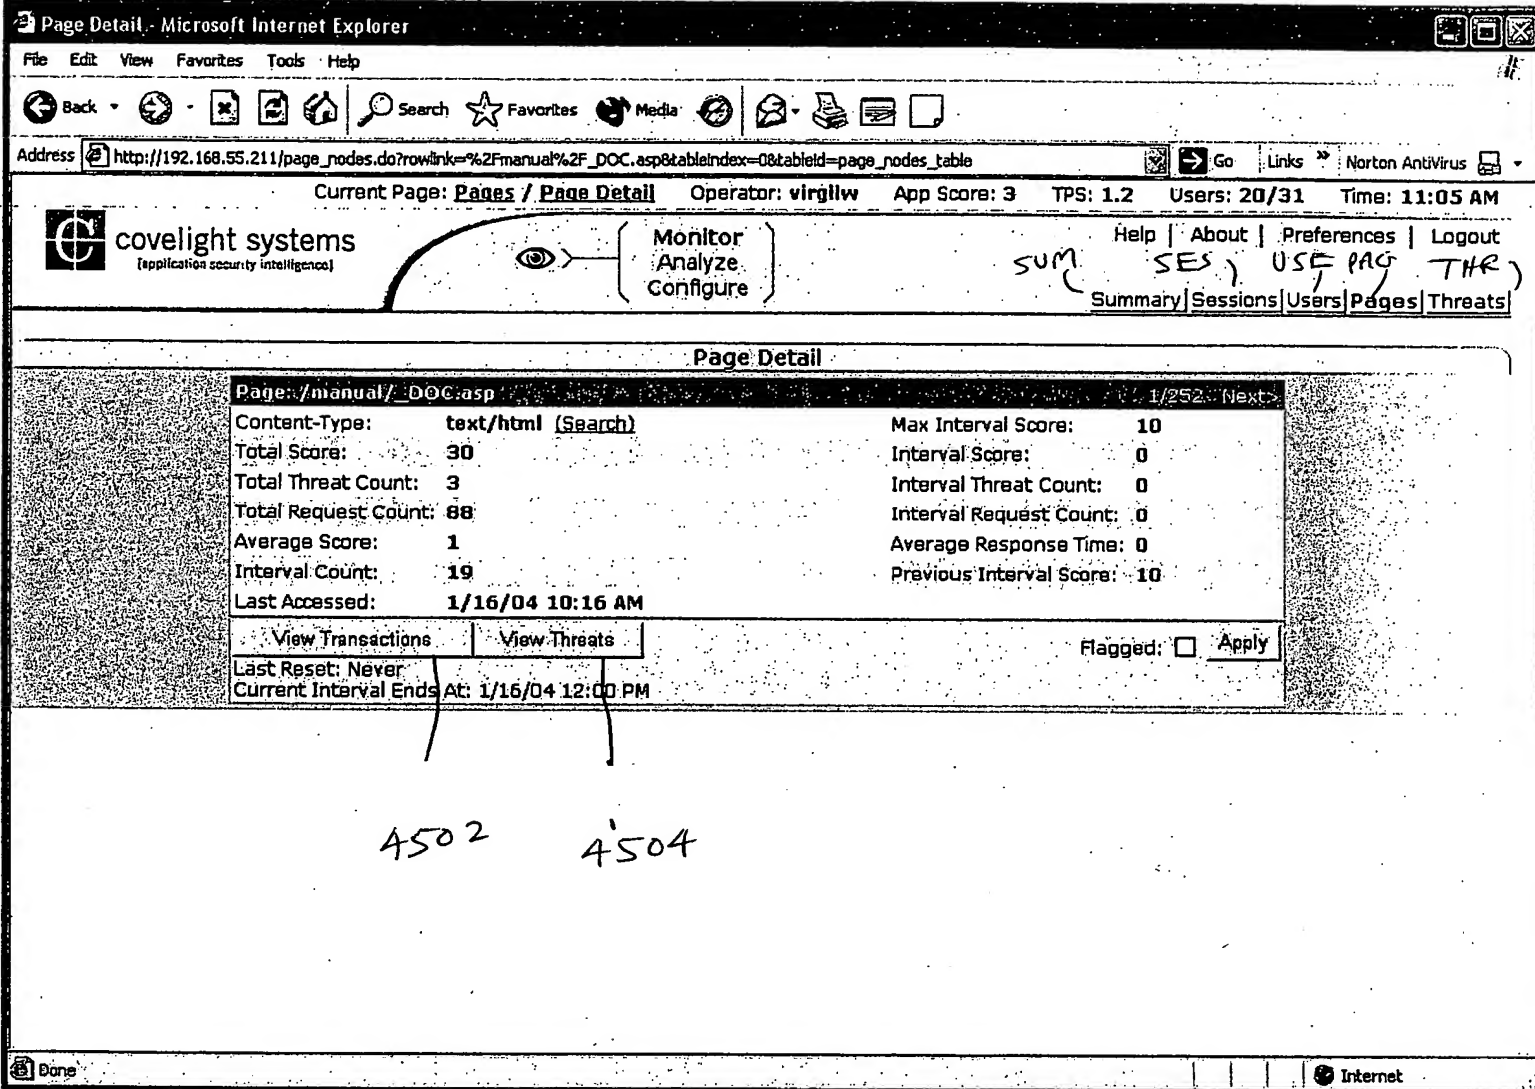 Page Detail - Microsoft Internet Explorer
File Edit View Favorites Tools Help
Back Search Favorites Media
Address http://192.168.55.211/page_nodes.do?rowlink=%2Fmanual%2F_DOC.asp&tableIndex=0&tableId=page_nodes_table Go Links » Norton AntiVirus
Current Page: Pages / Page Detail Operator: virgilw App Score: 3 TPS: 1.2 Users: 20/31 Time: 11:05 AM
covelight systems
[application security intelligence]
Monitor
Analyze
Configure
Help | About | Preferences | Logout
SUM SES USE PAG THR
Summary|Sessions|Users|Pages|Threats|
Page Detail
Page: /manual/_DOC.asp 1/252 Next>
Content-Type: text/html (Search) Max Interval Score: 10
Total Score: 30 Interval Score: 0
Total Threat Count: 3 Interval Threat Count: 0
Total Request Count: 88 Interval Request Count: 0
Average Score: 1 Average Response Time: 0
Interval Count: 19 Previous Interval Score: 10
Last Accessed: 1/16/04 10:16 AM
View Transactions View Threats Flagged: Apply
Last Reset: Never
Current Interval Ends At: 1/16/04 12:00 PM
4502 4504
Done Internet